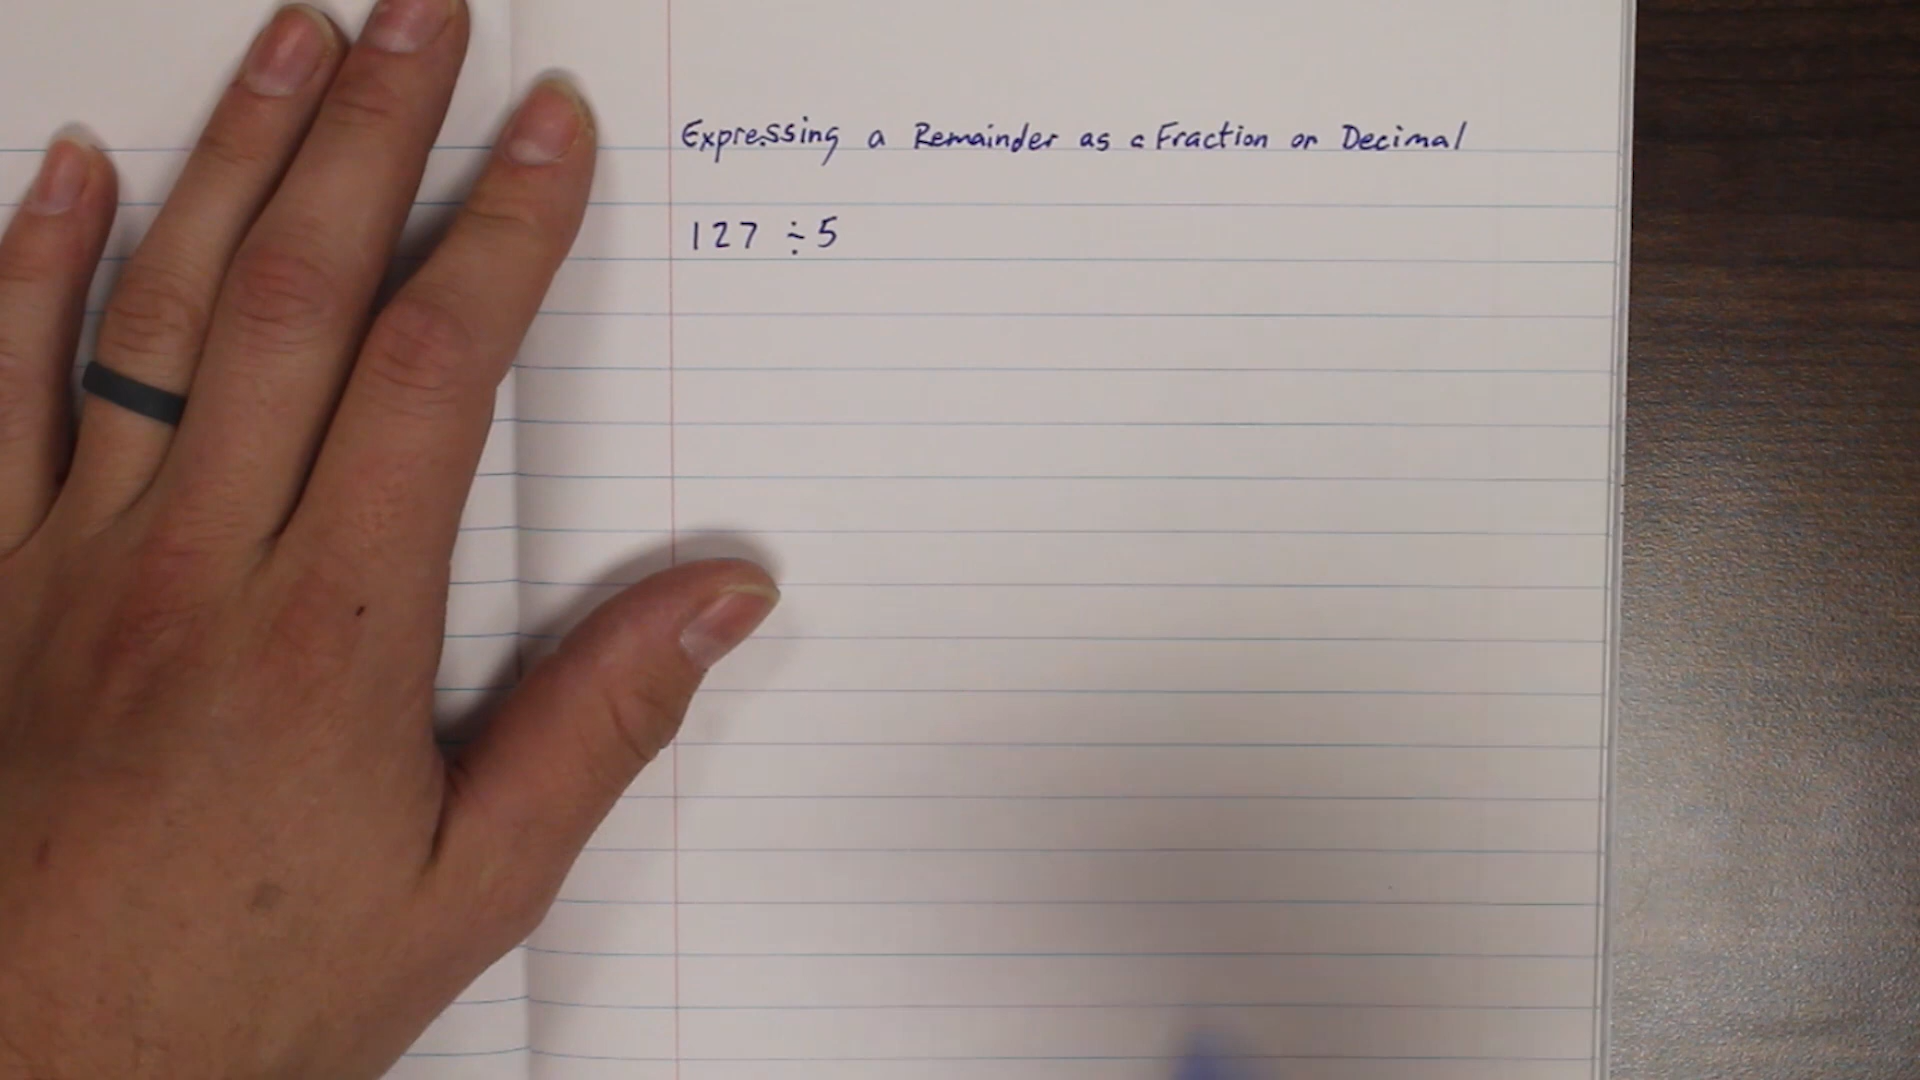 Expressing a Remainder as a Fraction or Decimal
127 ÷ 5